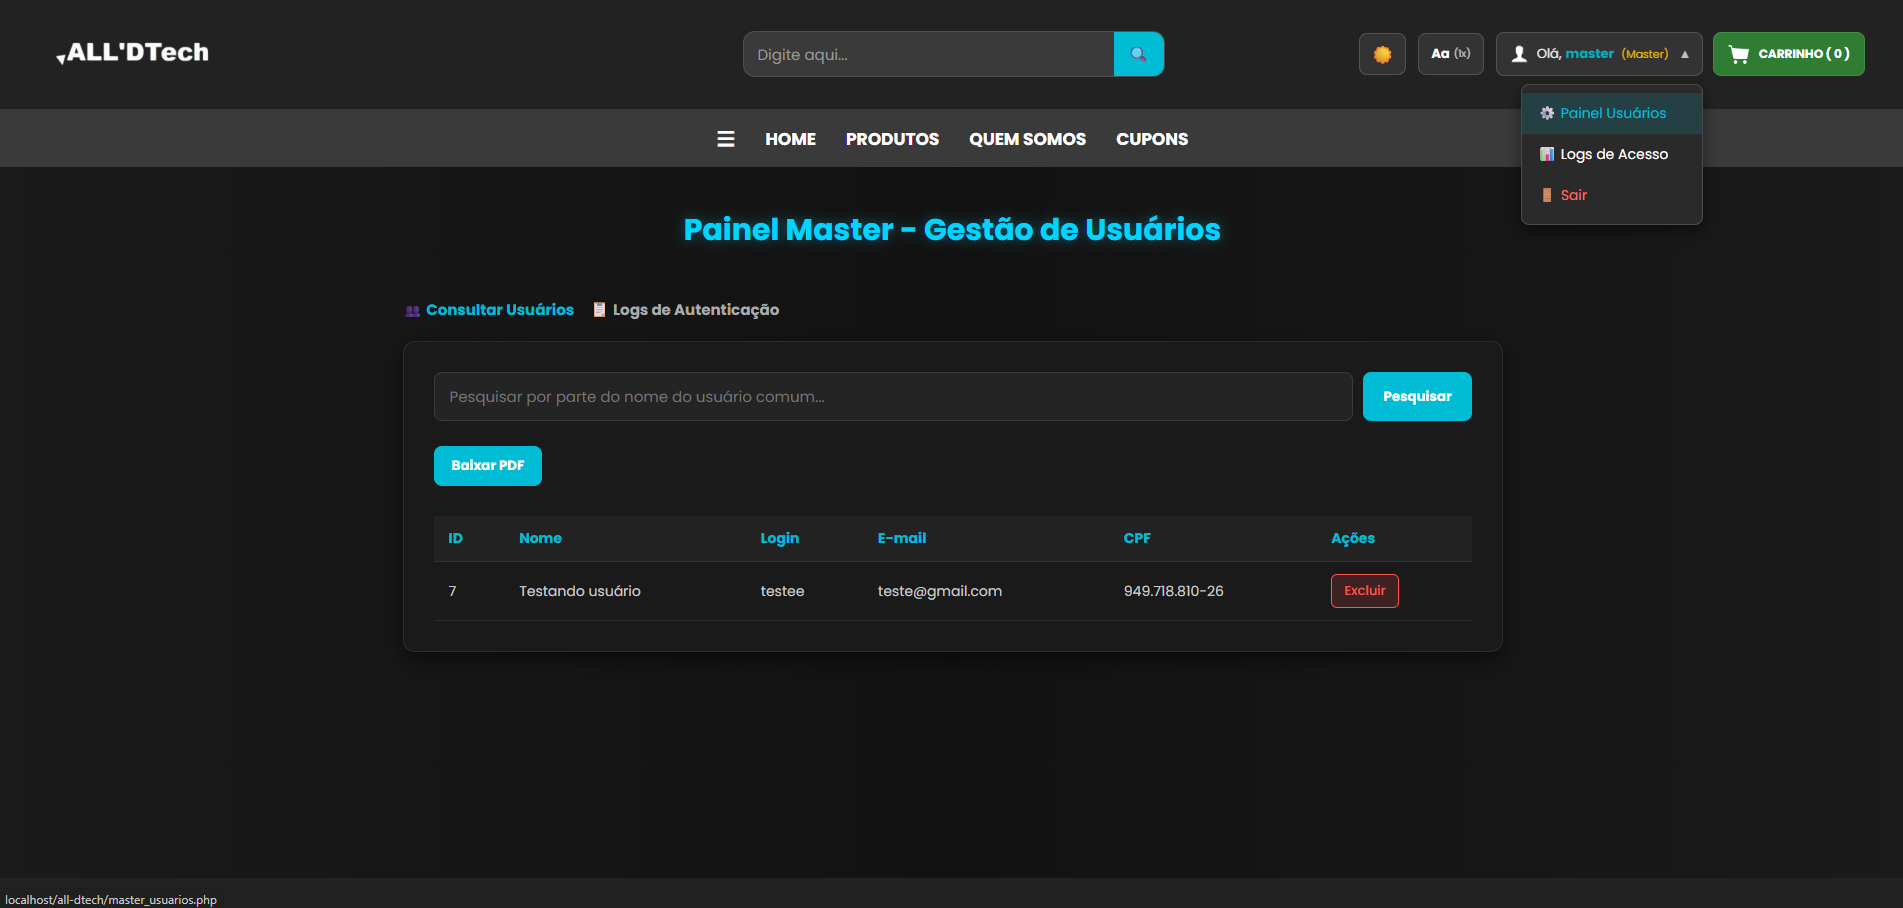 ALL'DTech
Digite aqui...
Aa (1x)
Olá, master (Master) ▲
CARRINHO ( 0 )
Painel Usuários
Logs de Acesso
Sair
☰ HOME PRODUTOS QUEM SOMOS CUPONS
Painel Master - Gestão de Usuários
Consultar Usuários Logs de Autenticação
Pesquisar por parte do nome do usuário comum...
Pesquisar
Baixar PDF
ID Nome Login E-mail CPF Ações
7 Testando usuário testee teste@gmail.com 949.718.810-26 Excluir
localhost/all-dtech/master_usuarios.php